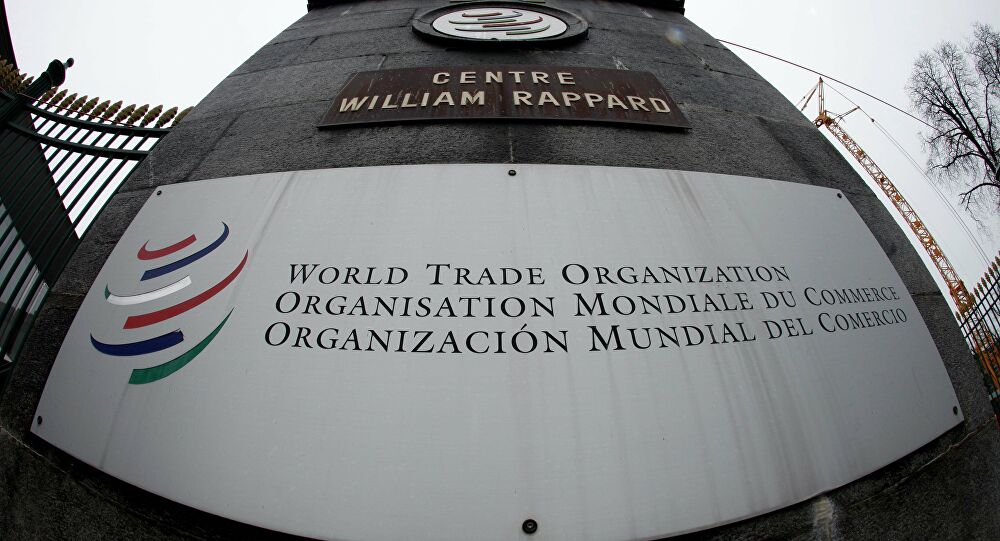 CENTRE
WILLIAM RAPPARD
WORLD TRADE ORGANIZATION
ORGANISATION MONDIALE DU COMMERCE
ORGANIZACIÓN MUNDIAL DEL COMERCIO